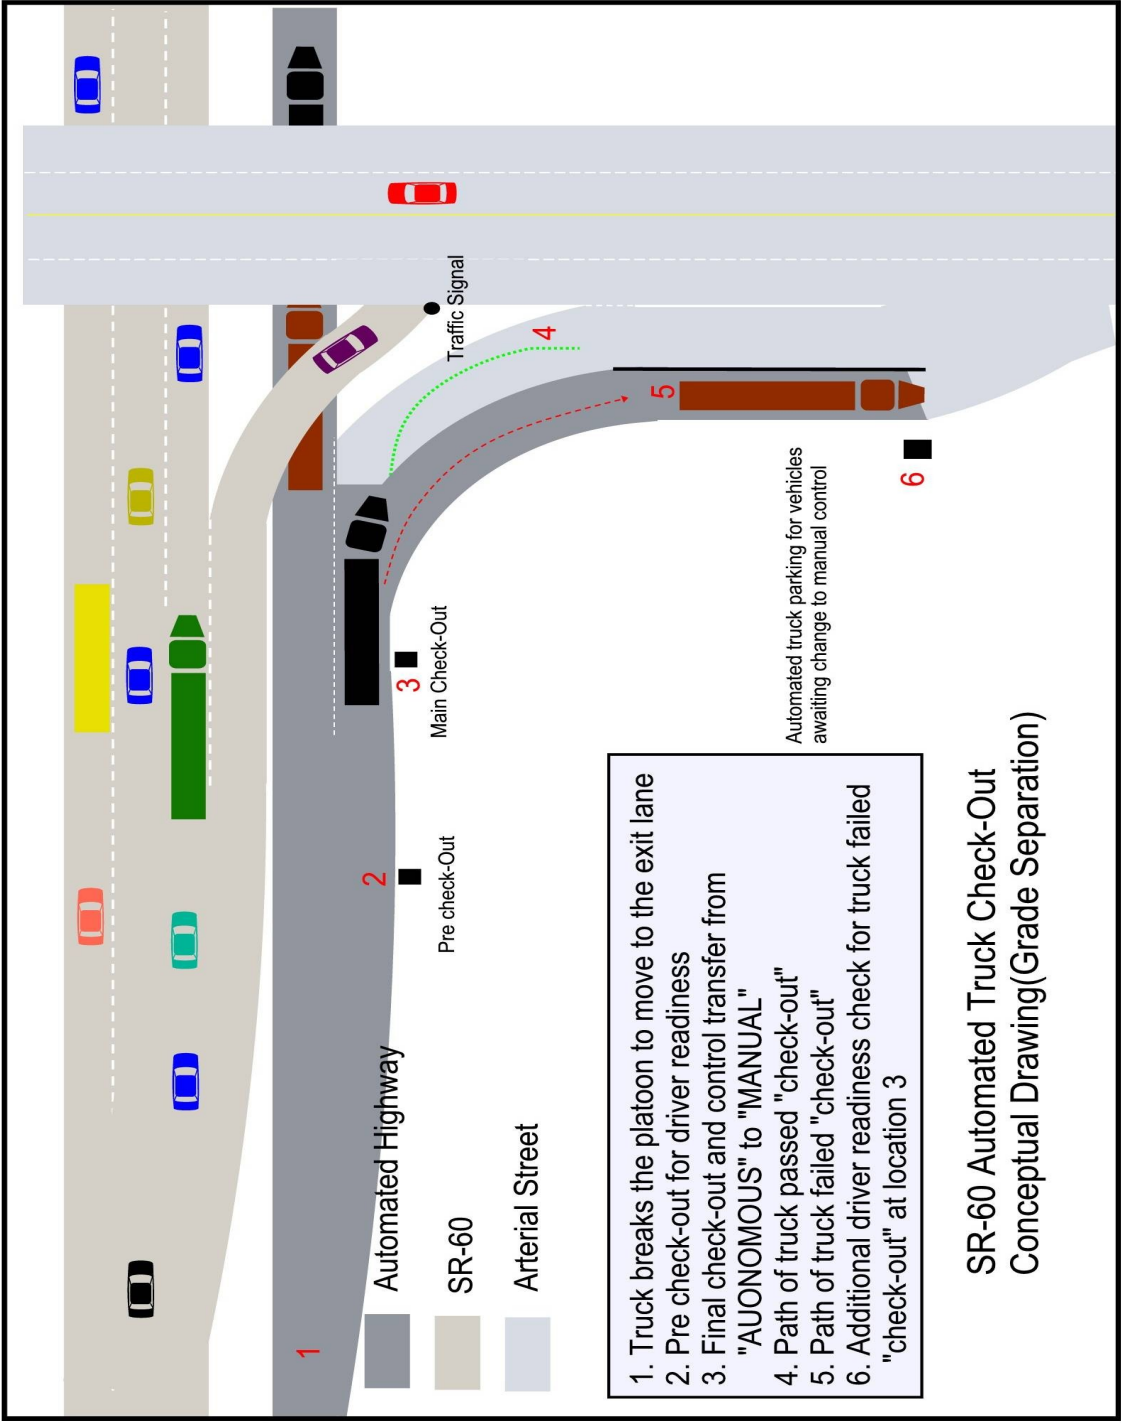 Traffic Signal
4
5
6
Automated truck parking for vehicles
awaiting change to manual control
3
Main Check-Out
2
Pre check-Out
1
Automated Highway
SR-60
Arterial Street
1. Truck breaks the platoon to move to the exit lane
2. Pre check-out for driver readiness
3. Final check-out and control transfer from
"AUONOMOUS" to "MANUAL"
4. Path of truck passed "check-out"
5. Path of truck failed "check-out"
6. Additional driver readiness check for truck failed
"check-out" at location 3
SR-60 Automated Truck Check-Out
Conceptual Drawing(Grade Separation)